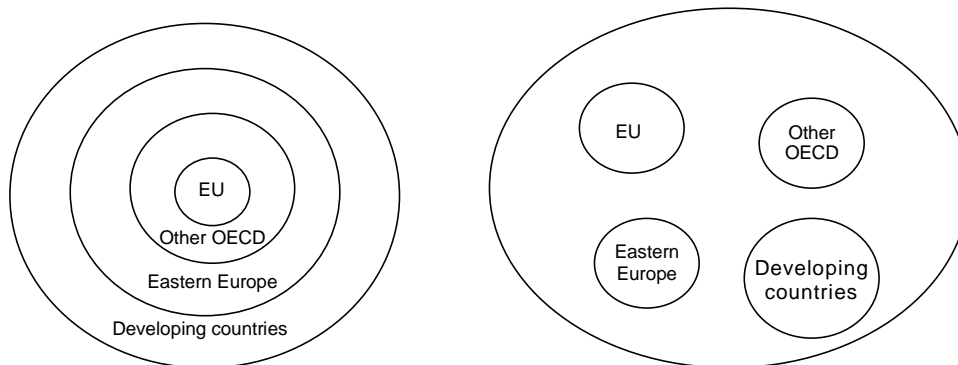 EU
Other OECD
Eastern Europe
Developing countries
EU
Other
OECD
Eastern
Europe
Developing
countries